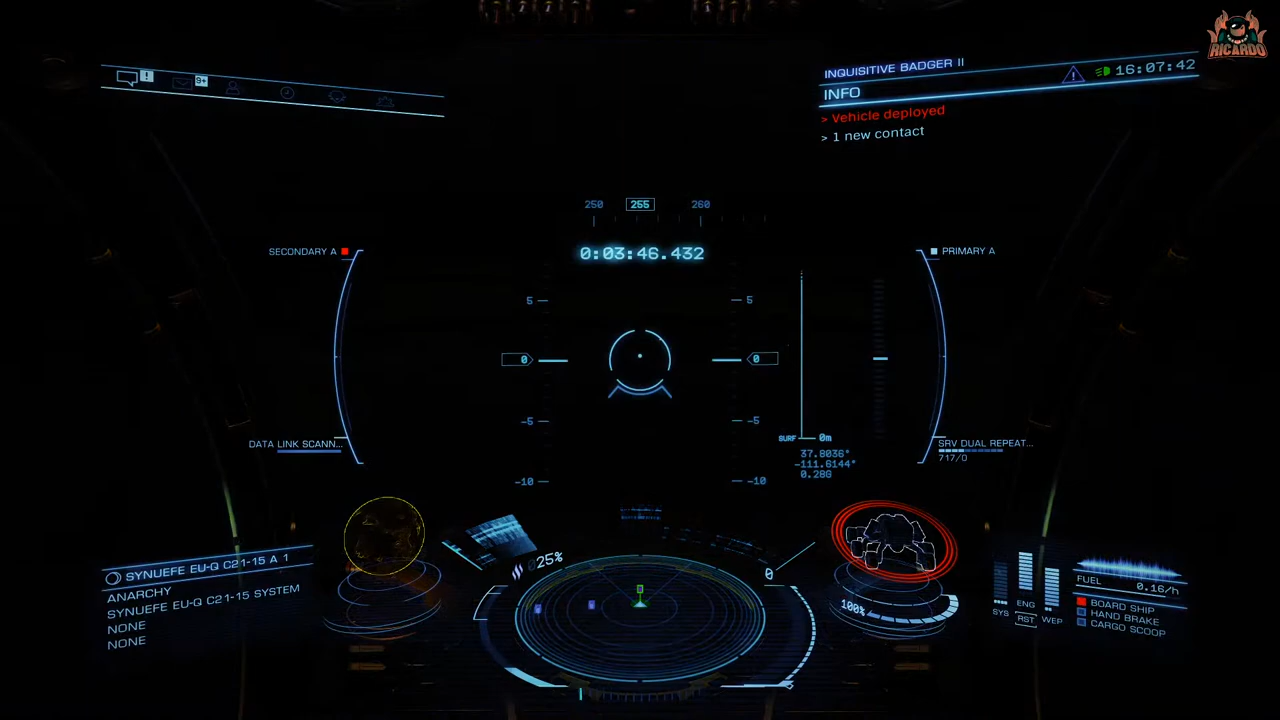 RICARDO
9+
INQUISITIVE BADGER II
16:07:42
INFO
> Vehicle deployed
> 1 new contact
250 255 260
0:03:46.432
SECONDARY A
PRIMARY A
5 5
0 0
-5 -5
-10 -10
SURF 0m
37.8036°
-111.6144°
0.28G
DATA LINK SCANN...
SRV DUAL REPEAT...
717/0
25%
0
100%
SYNUEFE EU-Q C21-15 A 1
ANARCHY
SYNUEFE EU-Q C21-15 SYSTEM
NONE
NONE
SYS ENG WEP
RST
FUEL 0.16/h
BOARD SHIP
HAND BRAKE
CARGO SCOOP